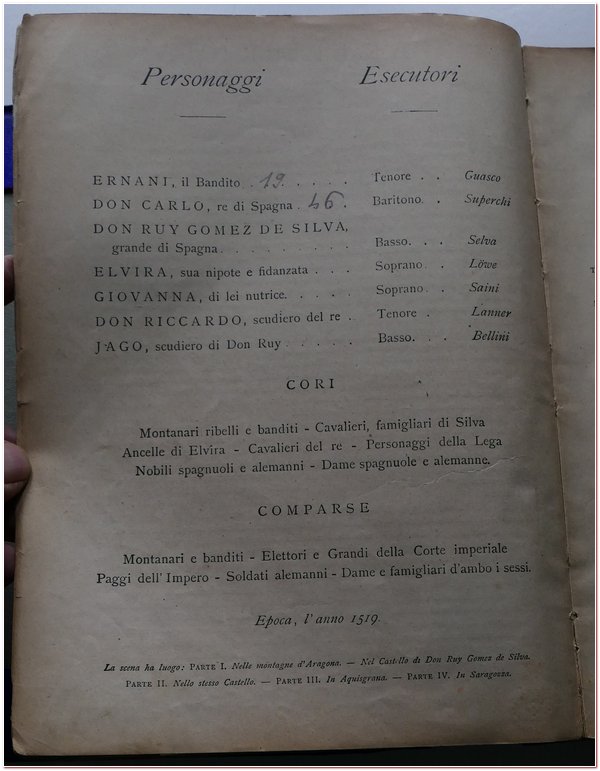 Personaggi Esecutori
ERNANI, il Bandito . 19 . . . . . Tenore . . Guasco
DON CARLO, re di Spagna . 46 . Baritono. . Superchi
DON RUY GOMEZ DE SILVA,
grande di Spagna . . . . . . . . . Basso. . . Selva
ELVIRA, sua nipote e fidanzata . . . Soprano. . Löwe
GIOVANNA, di lei nutrice. . . . . . Soprano. . Saini
DON RICCARDO, scudiero del re . Tenore . . Lanner
JAGO, scudiero di Don Ruy . . . . . Basso. . . Bellini
CORI
Montanari ribelli e banditi - Cavalieri, famigliari di Silva
Ancelle di Elvira - Cavalieri del re - Personaggi della Lega
Nobili spagnuoli e alemanni - Dame spagnuole e alemanne.
COMPARSE
Montanari e banditi - Elettori e Grandi della Corte imperiale
Paggi dell'Impero - Soldati alemanni - Dame e famigliari d'ambo i sessi.
Epoca, l'anno 1519.
La scena ha luogo: PARTE I. Nelle montagne d'Aragona. — Nel Castello di Don Ruy Gomez de Silva.
PARTE II. Nello stesso Castello. — PARTE III. In Aquisgrana. — PARTE IV. In Saragozza.